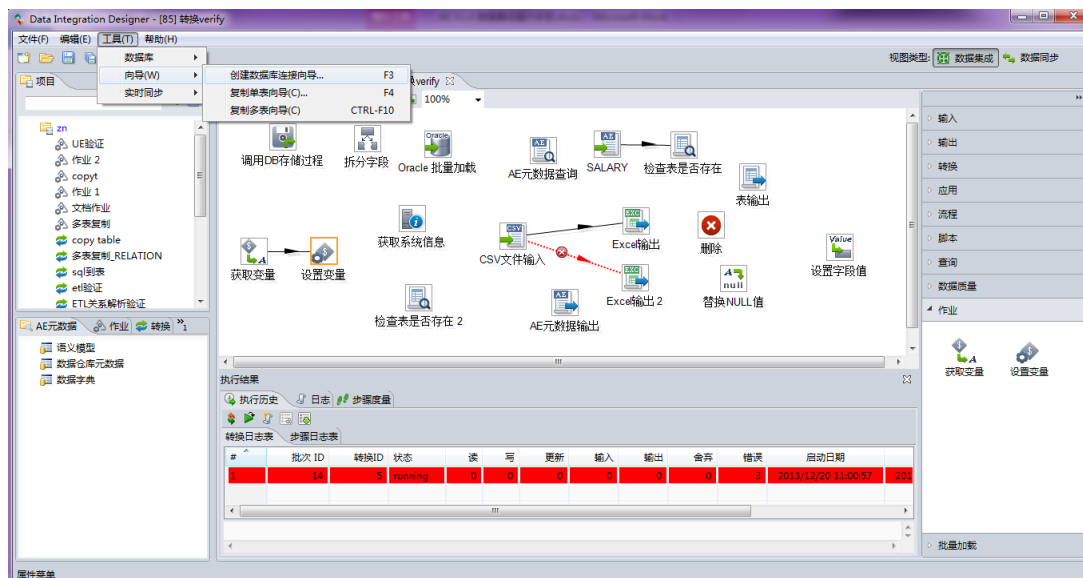 Data Integration Designer - [85] 转换verify
文件(F) 编辑(E) 工具(T) 帮助(H)
数据库
向导(W)
实时同步
创建数据库连接向导... F3
复制单表向导(C)... F4
复制多表向导(C) CTRL-F10
视图类型: 数据集成 数据同步
项目
verify
100%
zn
UE验证
作业 2
copyt
作业 1
文档作业
多表复制
copy table
多表复制_RELATION
sql到表
etl验证
ETL关系解析验证
AE元数据 作业 转换 »1
语义模型
数据仓库元数据
数据字典
调用DB存储过程
拆分字段
Oracle
Oracle 批量加载
AE
AE元数据查询
AE
SALARY
检查表是否存在
表输出
获取系统信息
CSV
CSV文件输入
EXC
Excel输出
删除
Value
设置字段值
A
获取变量
设置变量
EXC
Excel输出 2
A
null
替换NULL值
检查表是否存在 2
AE
AE元数据输出
输入
输出
转换
应用
流程
脚本
查询
数据质量
作业
A
获取变量
设置变量
批量加载
执行结果
执行历史 日志 步骤度量
转换日志表 步骤日志表
# 批次 ID 转换ID 状态 读 写 更新 输入 输出 舍弃 错误 启动日期
1 14 5 running 0 0 0 0 0 0 3 2013/12/20 11:00:57 201
属性菜单